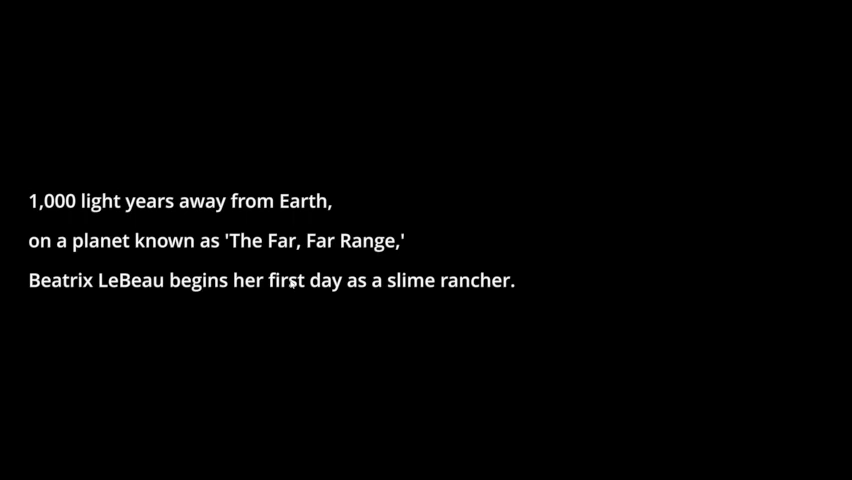 1,000 light years away from Earth,
on a planet known as 'The Far, Far Range,'
Beatrix LeBeau begins her first day as a slime rancher.